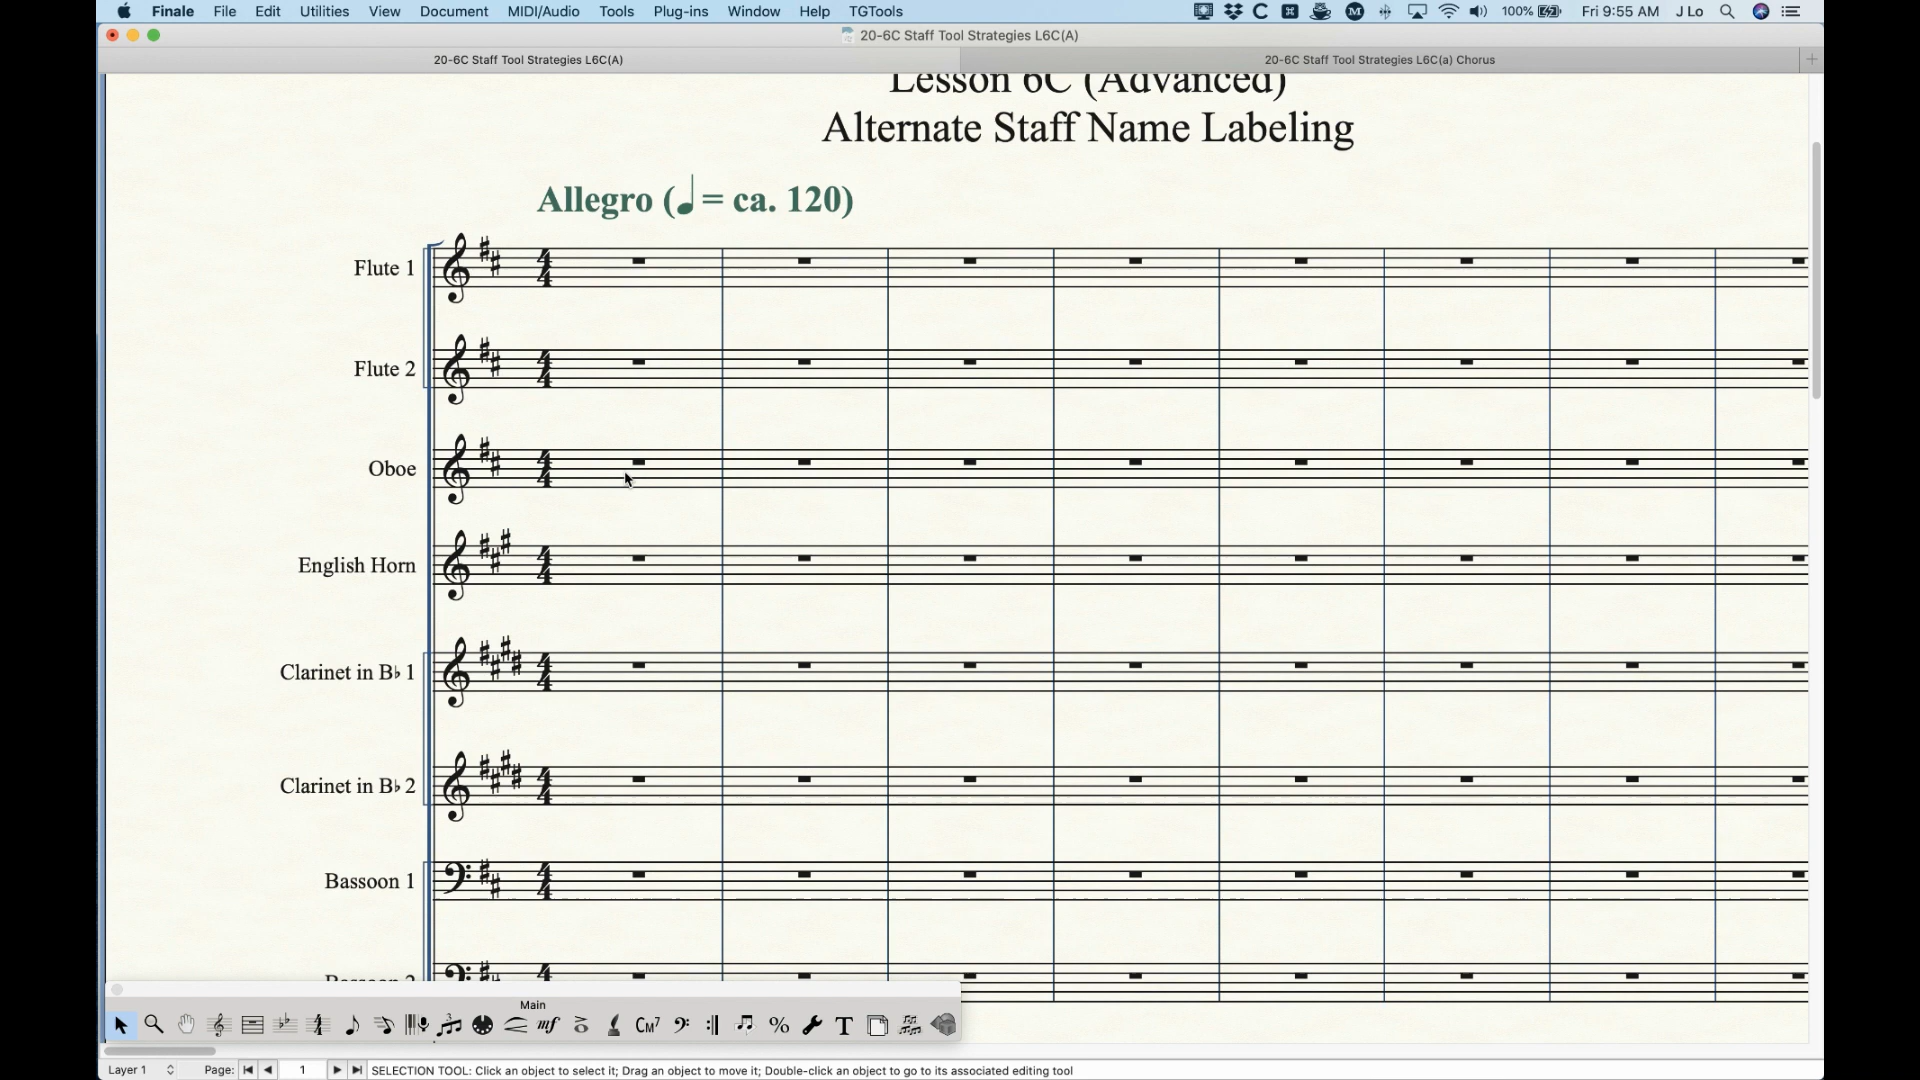 Finale File Edit Utilities View Document MIDI/Audio Tools Plug-ins Window Help TGTools 100% Fri 9:55 AM J Lo
20-6C Staff Tool Strategies L6C(A)
20-6C Staff Tool Strategies L6C(A) 20-6C Staff Tool Strategies L6C(a) Chorus
Lesson 6C (Advanced)
Alternate Staff Name Labeling
Allegro (♩ = ca. 120)
Flute 1
Flute 2
Oboe
English Horn
Clarinet in B♭ 1
Clarinet in B♭ 2
Bassoon 1
Bassoon 2
Main
mf CM7 % T
Layer 1 Page: 1 SELECTION TOOL: Click an object to select it; Drag an object to move it; Double-click an object to go to its associated editing tool